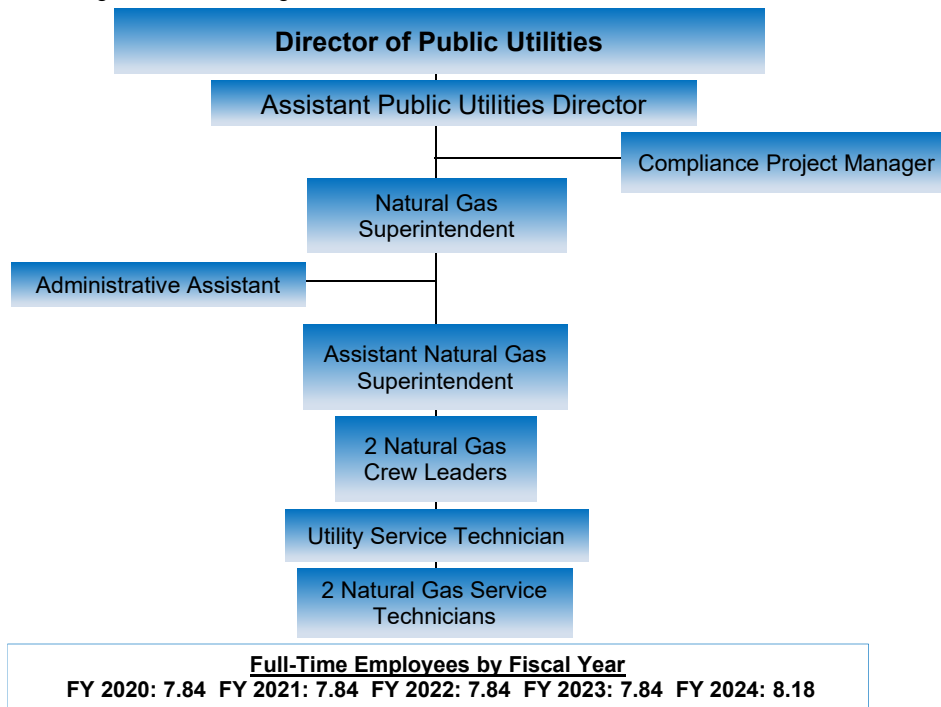 Director of Public Utilities
Assistant Public Utilities Director
Compliance Project Manager
Natural Gas
Superintendent
Administrative Assistant
Assistant Natural Gas
Superintendent
2 Natural Gas
Crew Leaders
Utility Service Technician
2 Natural Gas Service
Technicians
Full-Time Employees by Fiscal Year
FY 2020: 7.84 FY 2021: 7.84 FY 2022: 7.84 FY 2023: 7.84 FY 2024: 8.18